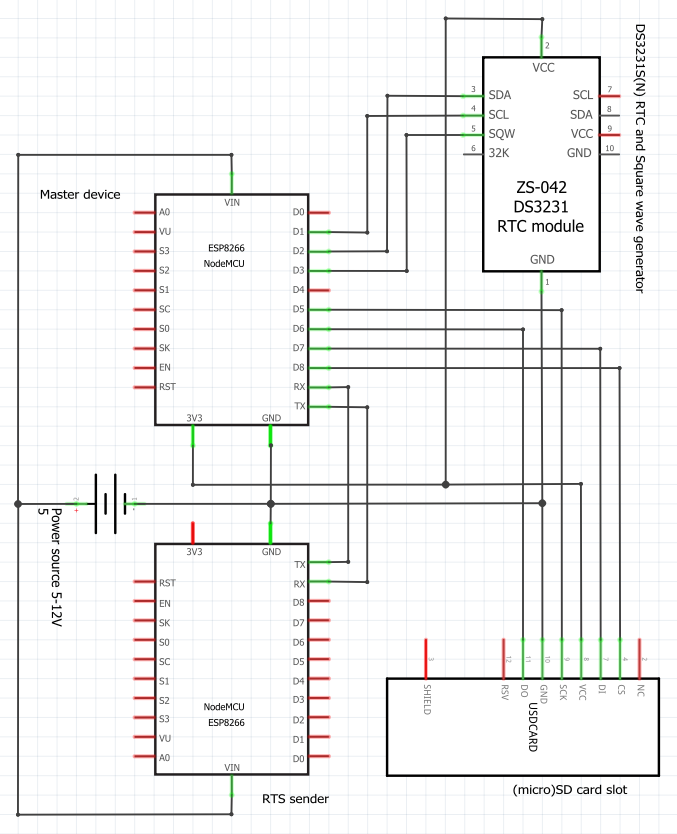 2
VCC
DS3231S(N) RTC and Square wave generator
3 SDA SCL 7
4 SCL SDA 8
5 SQW VCC 9
6 32K GND 10
ZS-042
DS3231
RTC module
GND
1
Master device
VIN
A0 D0
VU D1
S3 D2
S2 D3
S1 D4
SC D5
S0 D6
SK D7
EN D8
RST RX
TX
ESP8266
NodeMCU
3V3 GND
2 1
+ -
Power source 5-12V
5
3V3 GND
TX
RST RX
EN D8
SK D7
S0 D6
SC D5
S1 D4
S2 D3
S3 D2
VU D1
A0 D0
NodeMCU
ESP8266
VIN
RTS sender
3 12 11 10 9 8 7 4 2
SHIELD RSV DO GND SCK VCC DI CS NC
USDCARD
(micro)SD card slot